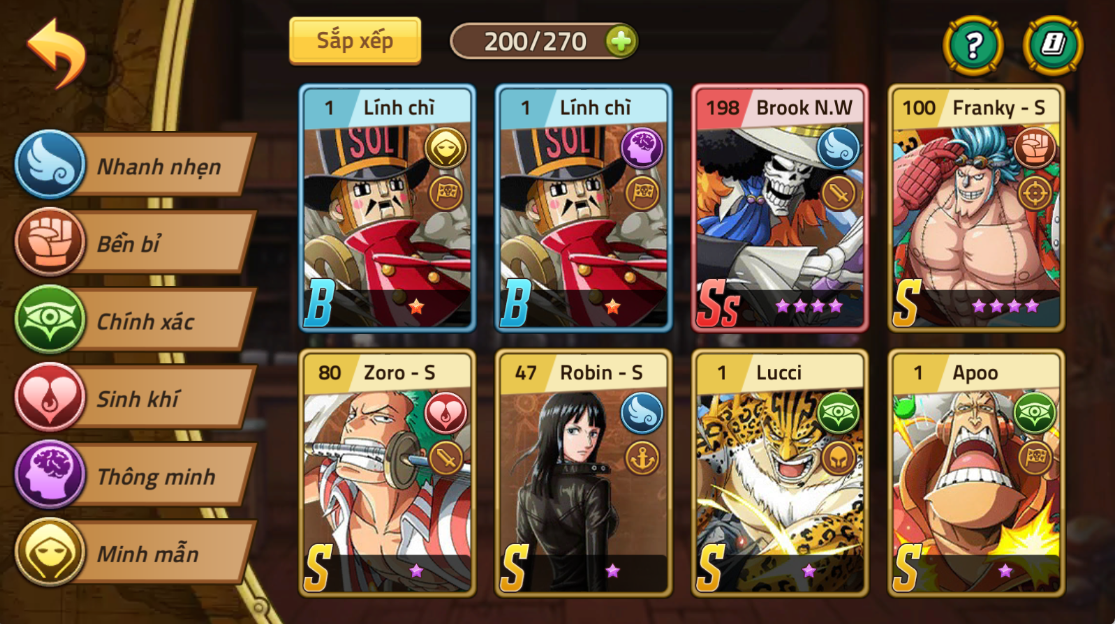 Sắp xếp
200/270
?
i
Nhanh nhẹn
Bền bỉ
Chính xác
Sinh khí
Thông minh
Minh mẫn
1 Lính chì
SOL
B
1 Lính chì
SOL
B
198 Brook N.W
Ss
100 Franky - S
S
80 Zoro - S
S
47 Robin - S
S
1 Lucci
S
1 Apoo
S